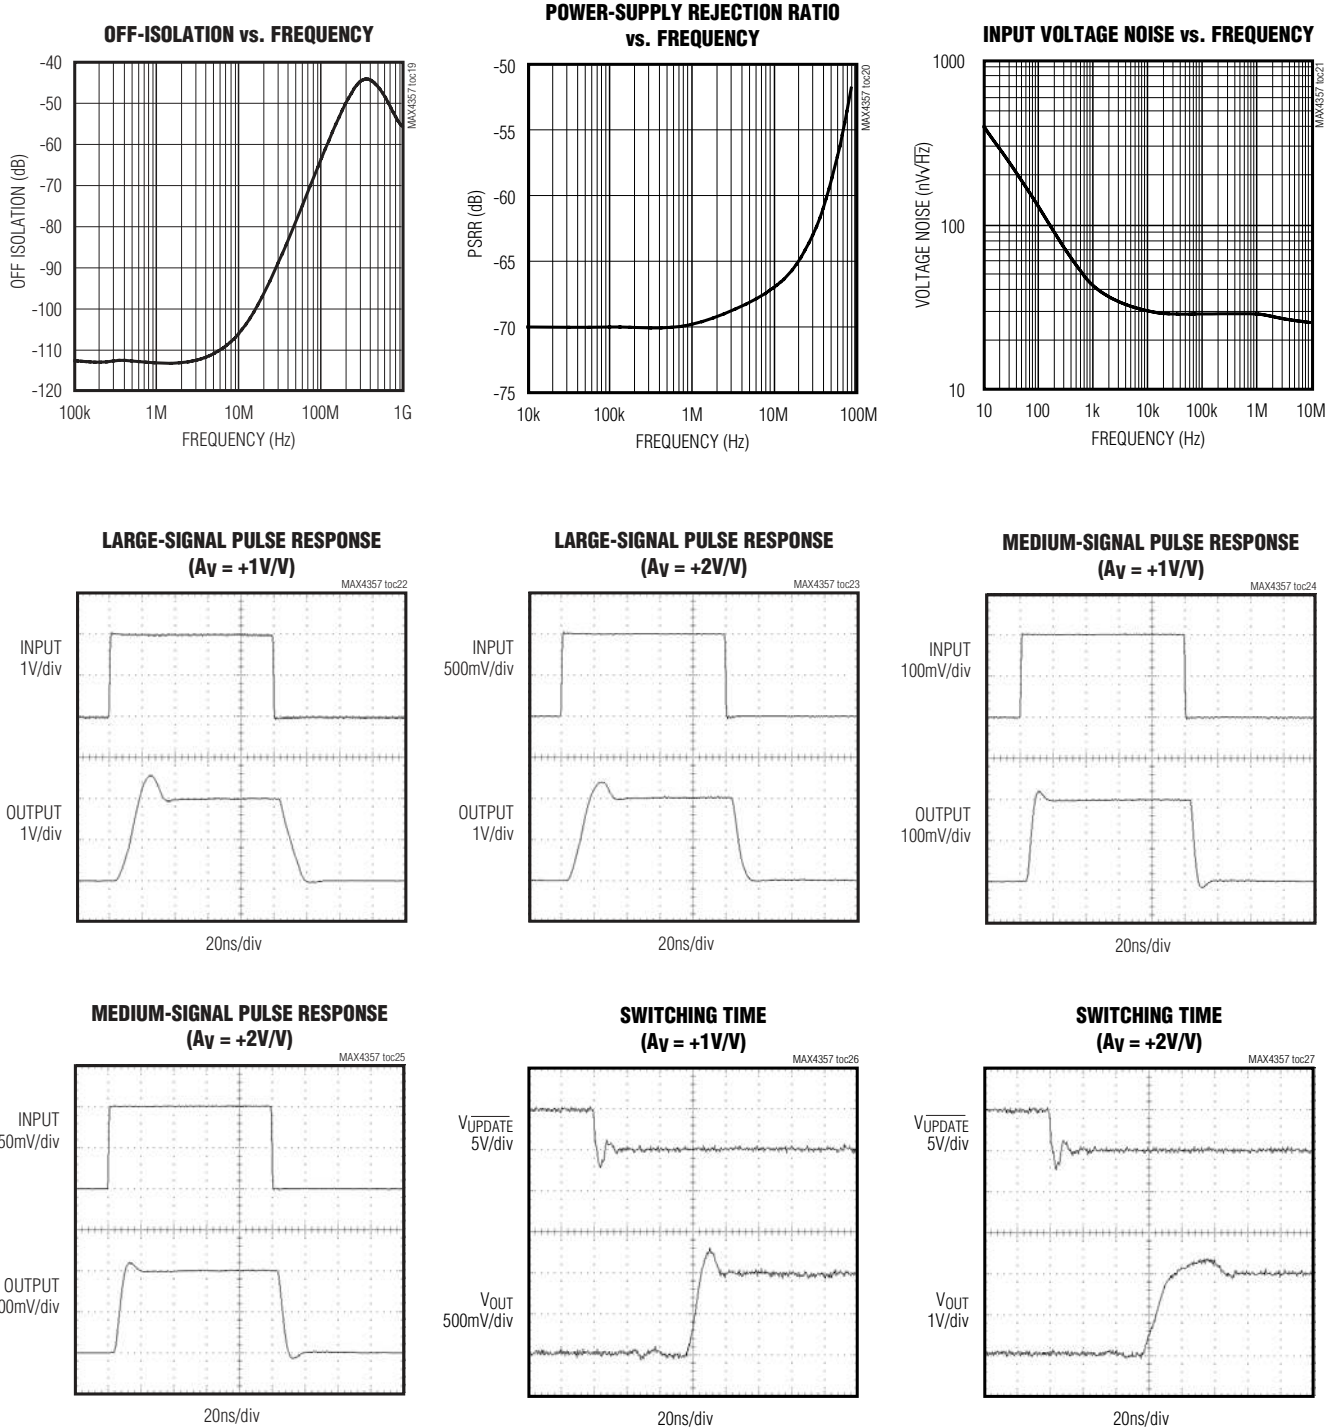 OFF-ISOLATION vs. FREQUENCY
MAX4357 toc19
OFF ISOLATION (dB)
-40
-50
-60
-70
-80
-90
-100
-110
-120
100k 1M 10M 100M 1G
FREQUENCY (Hz)
POWER-SUPPLY REJECTION RATIO
vs. FREQUENCY
MAX4357 toc20
PSRR (dB)
-50
-55
-60
-65
-70
-75
10k 100k 1M 10M 100M
FREQUENCY (Hz)
INPUT VOLTAGE NOISE vs. FREQUENCY
MAX4357 toc21
VOLTAGE NOISE (nV√Hz)
1000
100
10
10 100 1k 10k 100k 1M 10M
FREQUENCY (Hz)
LARGE-SIGNAL PULSE RESPONSE
(AV = +1V/V)
MAX4357 toc22
INPUT
1V/div
OUTPUT
1V/div
20ns/div
LARGE-SIGNAL PULSE RESPONSE
(AV = +2V/V)
MAX4357 toc23
INPUT
500mV/div
OUTPUT
1V/div
20ns/div
MEDIUM-SIGNAL PULSE RESPONSE
(AV = +1V/V)
MAX4357 toc24
INPUT
100mV/div
OUTPUT
100mV/div
20ns/div
MEDIUM-SIGNAL PULSE RESPONSE
(AV = +2V/V)
MAX4357 toc25
INPUT
50mV/div
OUTPUT
00mV/div
20ns/div
SWITCHING TIME
(AV = +1V/V)
MAX4357 toc26
VUPDATE
5V/div
VOUT
500mV/div
20ns/div
SWITCHING TIME
(AV = +2V/V)
MAX4357 toc27
VUPDATE
5V/div
VOUT
1V/div
20ns/div